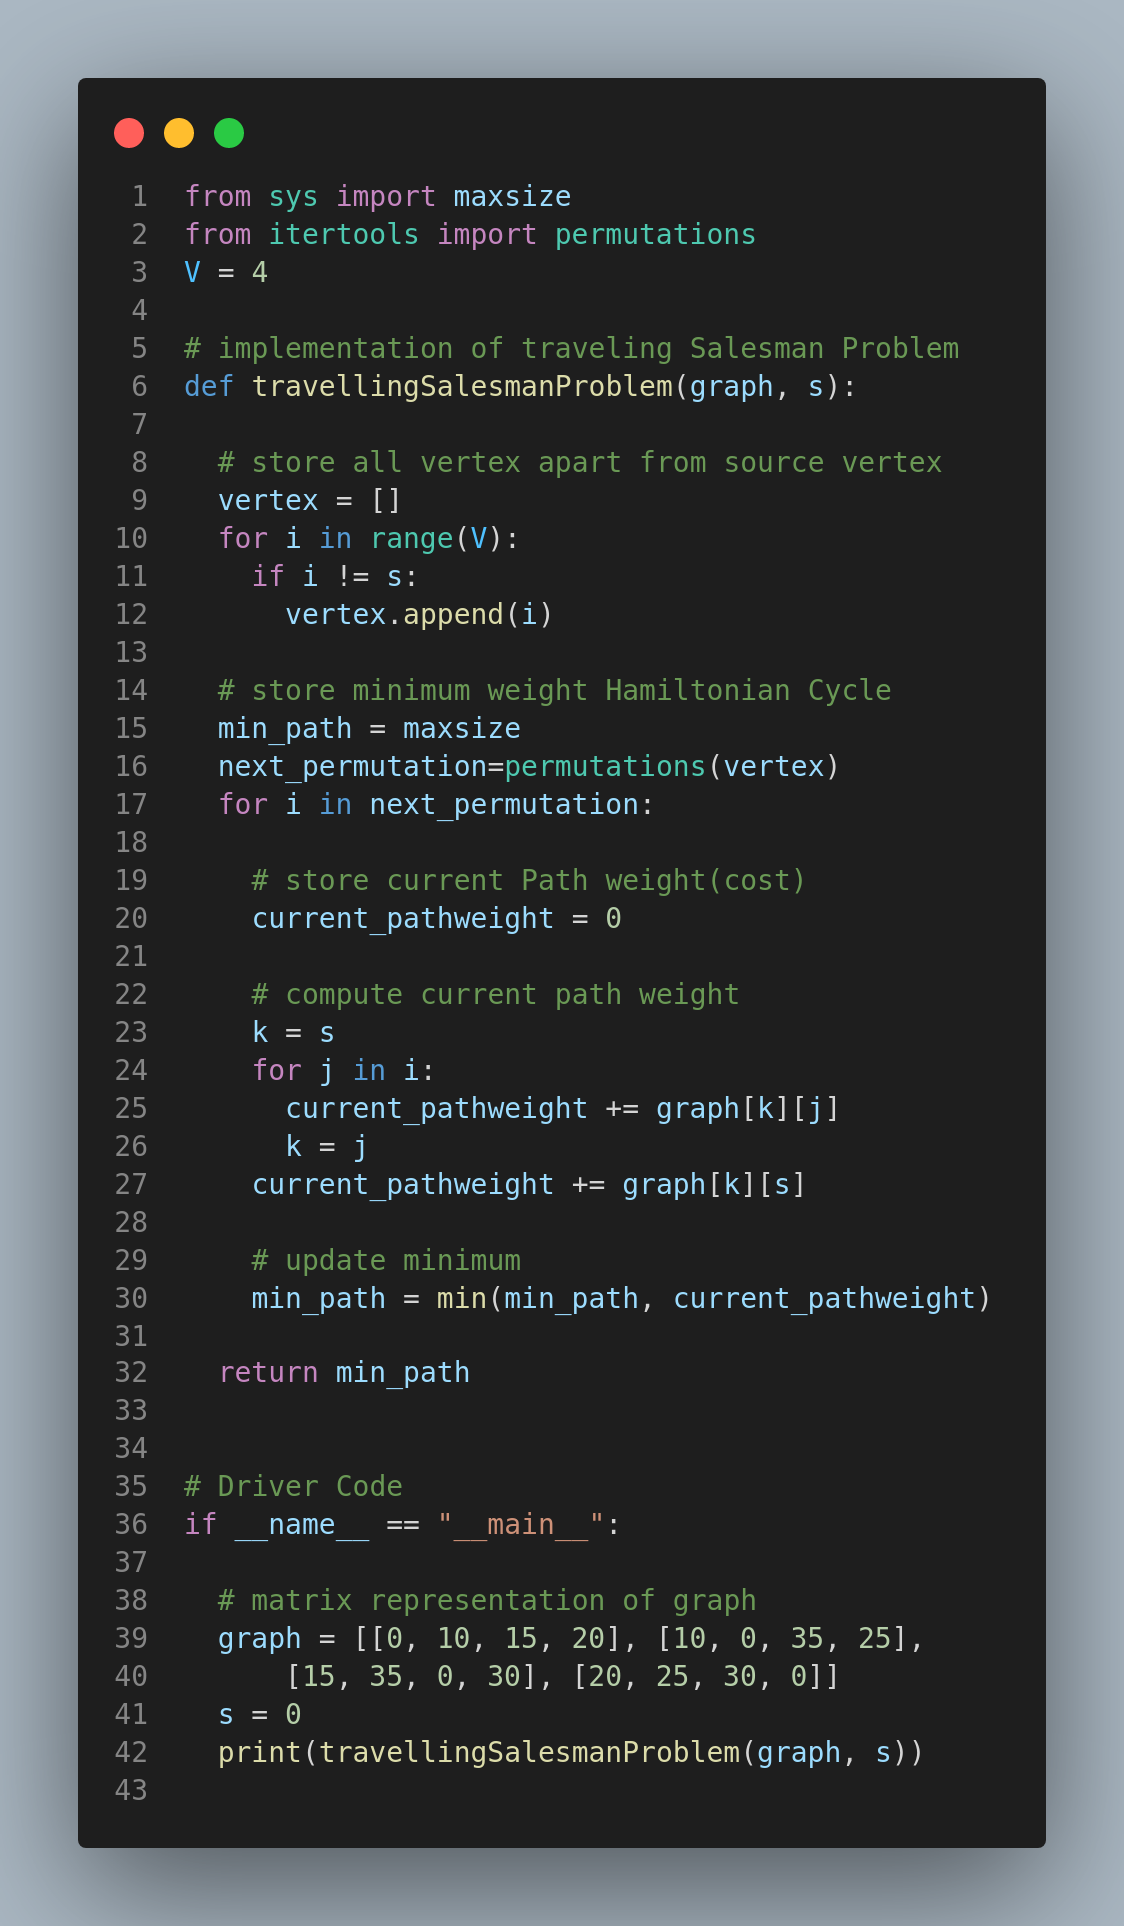 1 from sys import maxsize
2 from itertools import permutations
3 V = 4
4
5 # implementation of traveling Salesman Problem
6 def travellingSalesmanProblem(graph, s):
7
8   # store all vertex apart from source vertex
9   vertex = []
10   for i in range(V):
11     if i != s:
12       vertex.append(i)
13
14   # store minimum weight Hamiltonian Cycle
15   min_path = maxsize
16   next_permutation=permutations(vertex)
17   for i in next_permutation:
18
19     # store current Path weight(cost)
20     current_pathweight = 0
21
22     # compute current path weight
23     k = s
24     for j in i:
25       current_pathweight += graph[k][j]
26       k = j
27     current_pathweight += graph[k][s]
28
29     # update minimum
30     min_path = min(min_path, current_pathweight)
31
32   return min_path
33
34
35 # Driver Code
36 if __name__ == "__main__":
37
38   # matrix representation of graph
39   graph = [[0, 10, 15, 20], [10, 0, 35, 25],
40       [15, 35, 0, 30], [20, 25, 30, 0]]
41   s = 0
42   print(travellingSalesmanProblem(graph, s))
43